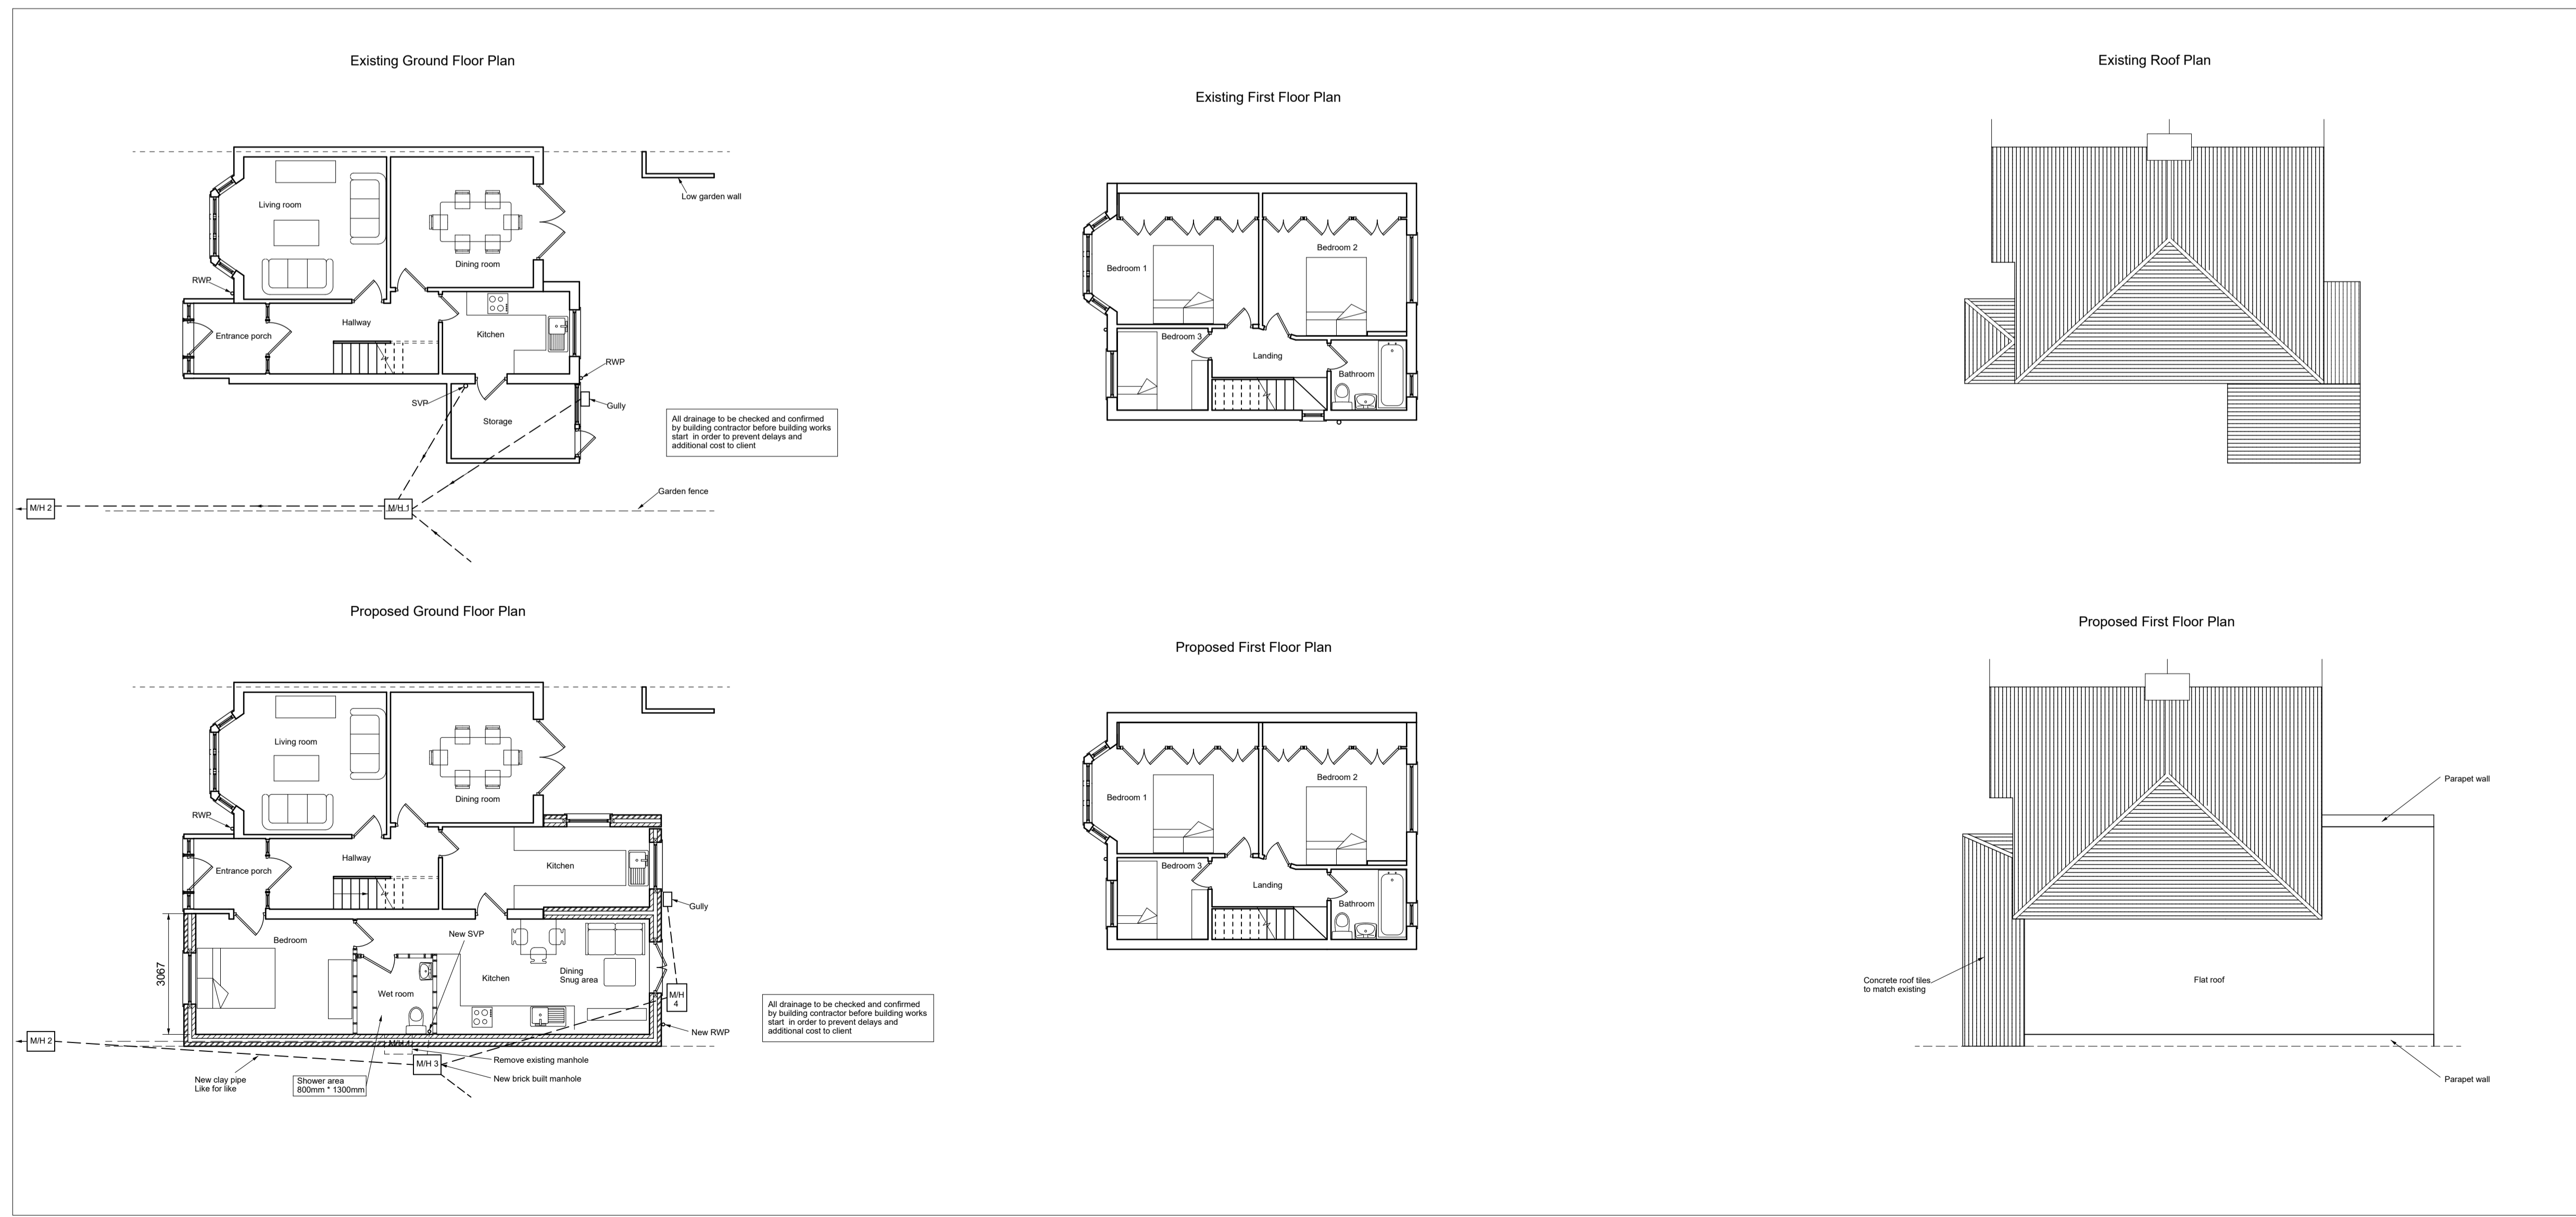 Existing Ground Floor Plan
Living room
Dining room
Low garden wall
RWP
Entrance porch
Hallway
Kitchen
RWP
SVP
Gully
Storage
All drainage to be checked and confirmed
by building contractor before building works
start in order to prevent delays and
additional cost to client
Garden fence
M/H 2
M/H 1
Existing First Floor Plan
Bedroom 1
Bedroom 2
Bedroom 3
Landing
Bathroom
Existing Roof Plan
Proposed Ground Floor Plan
Living room
Dining room
RWP
Entrance porch
Hallway
Kitchen
Gully
3067
Bedroom
New SVP
Wet room
Kitchen
Dining
Snug area
M/H
4
New RWP
All drainage to be checked and confirmed
by building contractor before building works
start in order to prevent delays and
additional cost to client
M/H 2
M/H 1
Remove existing manhole
M/H 3
New brick built manhole
New clay pipe
Like for like
Shower area
800mm * 1300mm
Proposed First Floor Plan
Bedroom 1
Bedroom 2
Bedroom 3
Landing
Bathroom
Proposed First Floor Plan
Parapet wall
Concrete roof tiles
to match existing
Flat roof
Parapet wall